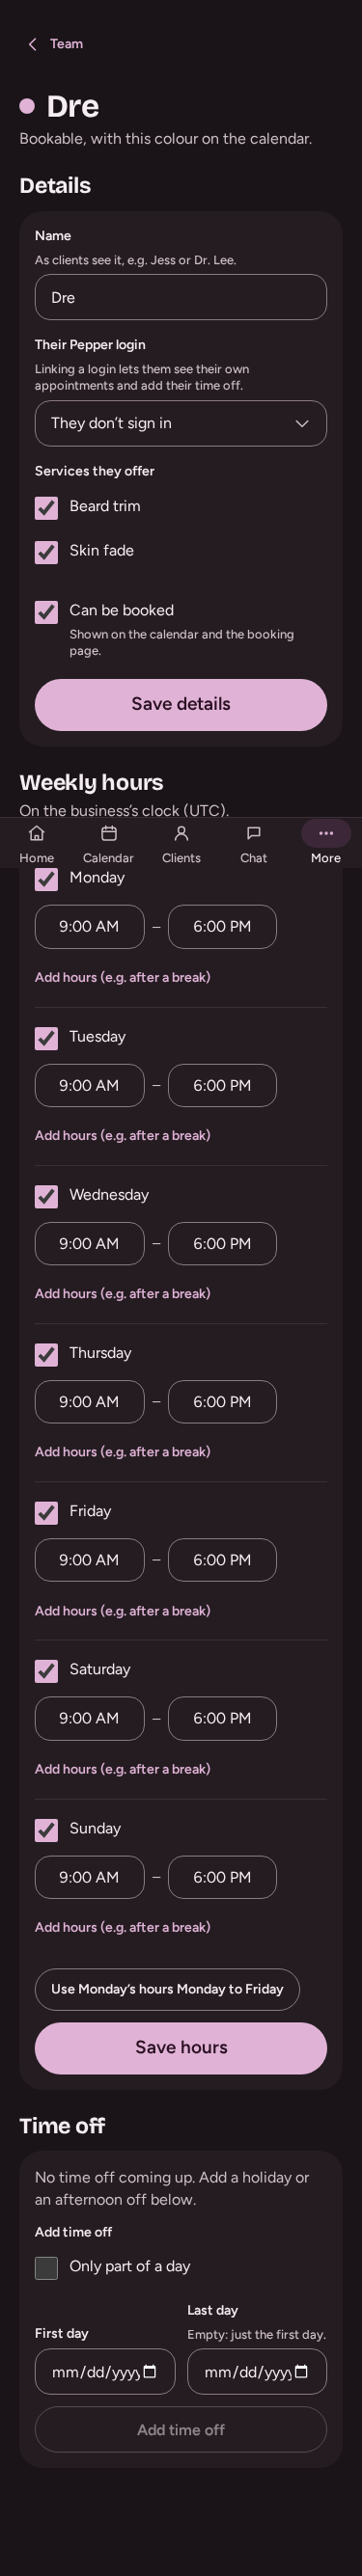 Team
Dre
Bookable, with this colour on the calendar.
Details
Name
As clients see it, e.g. Jess or Dr. Lee.
Dre
Their Pepper login
Linking a login lets them see their own
appointments and add their time off.
They don’t sign in
Services they offer
Beard trim
Skin fade
Can be booked
Shown on the calendar and the booking
page.
Save details
Weekly hours
On the business’s clock (UTC).
Home Calendar Clients Chat More
Monday
9:00 AM – 6:00 PM
Add hours (e.g. after a break)
Tuesday
9:00 AM – 6:00 PM
Add hours (e.g. after a break)
Wednesday
9:00 AM – 6:00 PM
Add hours (e.g. after a break)
Thursday
9:00 AM – 6:00 PM
Add hours (e.g. after a break)
Friday
9:00 AM – 6:00 PM
Add hours (e.g. after a break)
Saturday
9:00 AM – 6:00 PM
Add hours (e.g. after a break)
Sunday
9:00 AM – 6:00 PM
Add hours (e.g. after a break)
Use Monday’s hours Monday to Friday
Save hours
Time off
No time off coming up. Add a holiday or
an afternoon off below.
Add time off
Only part of a day
First day
Last day
Empty: just the first day.
mm/dd/yyyy mm/dd/yyyy
Add time off